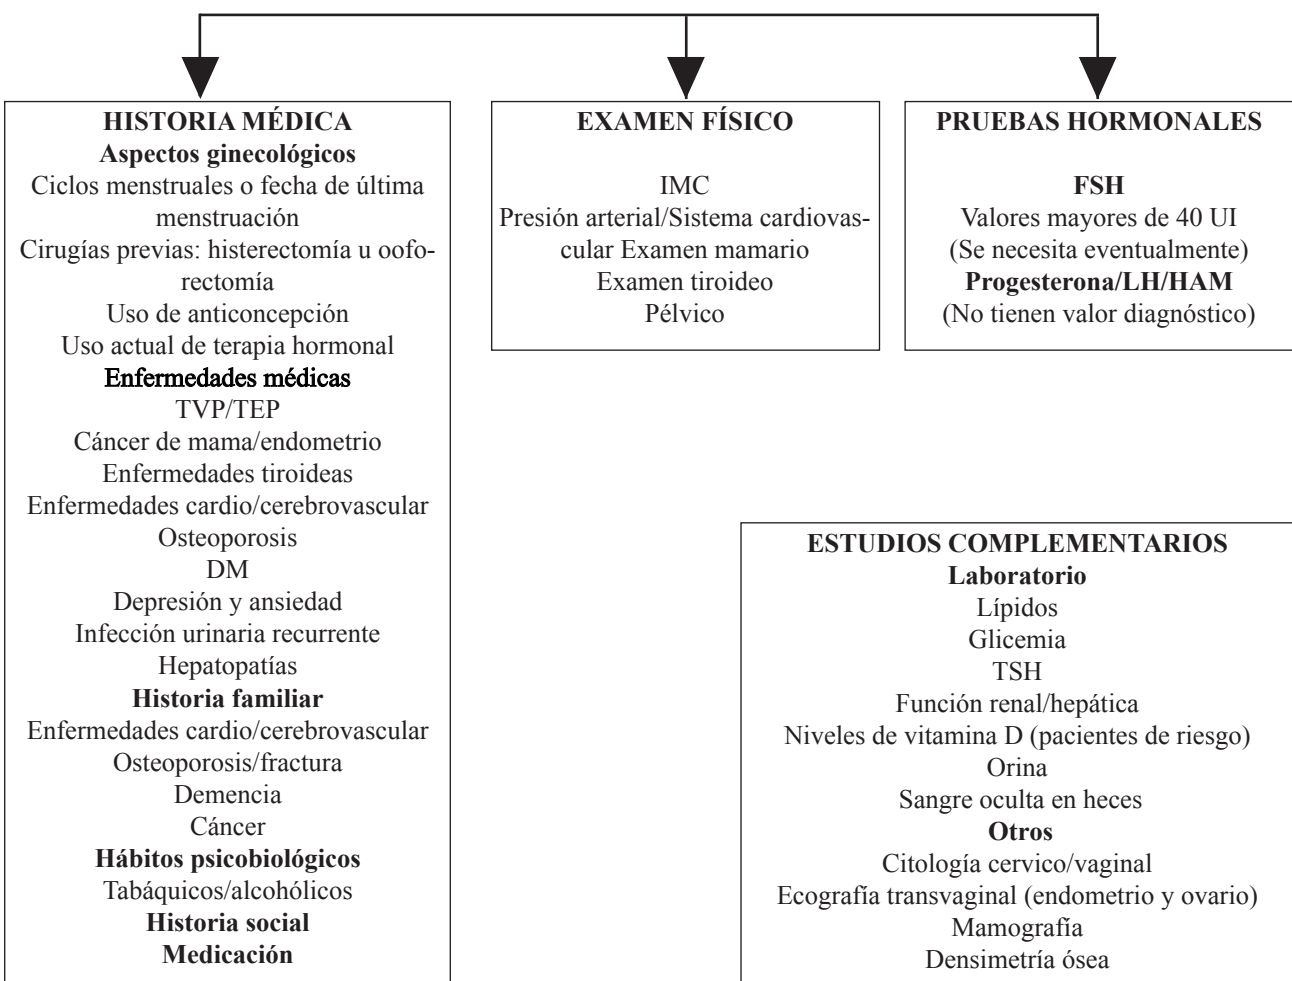 HISTORIA MÉDICA
Aspectos ginecológicos
Ciclos menstruales o fecha de última
menstruación
Cirugías previas: histerectomía u oofo-
rectomía
Uso de anticoncepción
Uso actual de terapia hormonal
Enfermedades médicas
TVP/TEP
Cáncer de mama/endometrio
Enfermedades tiroideas
Enfermedades cardio/cerebrovascular
Osteoporosis
DM
Depresión y ansiedad
Infección urinaria recurrente
Hepatopatías
Historia familiar
Enfermedades cardio/cerebrovascular
Osteoporosis/fractura
Demencia
Cáncer
Hábitos psicobiológicos
Tabáquicos/alcohólicos
Historia social
Medicación
EXAMEN FÍSICO
IMC
Presión arterial/Sistema cardiovas-
cular Examen mamario
Examen tiroideo
Pélvico
PRUEBAS HORMONALES
FSH
Valores mayores de 40 UI
(Se necesita eventualmente)
Progesterona/LH/HAM
(No tienen valor diagnóstico)
ESTUDIOS COMPLEMENTARIOS
Laboratorio
Lípidos
Glicemia
TSH
Función renal/hepática
Niveles de vitamina D (pacientes de riesgo)
Orina
Sangre oculta en heces
Otros
Citología cervico/vaginal
Ecografía transvaginal (endometrio y ovario)
Mamografía
Densimetría ósea